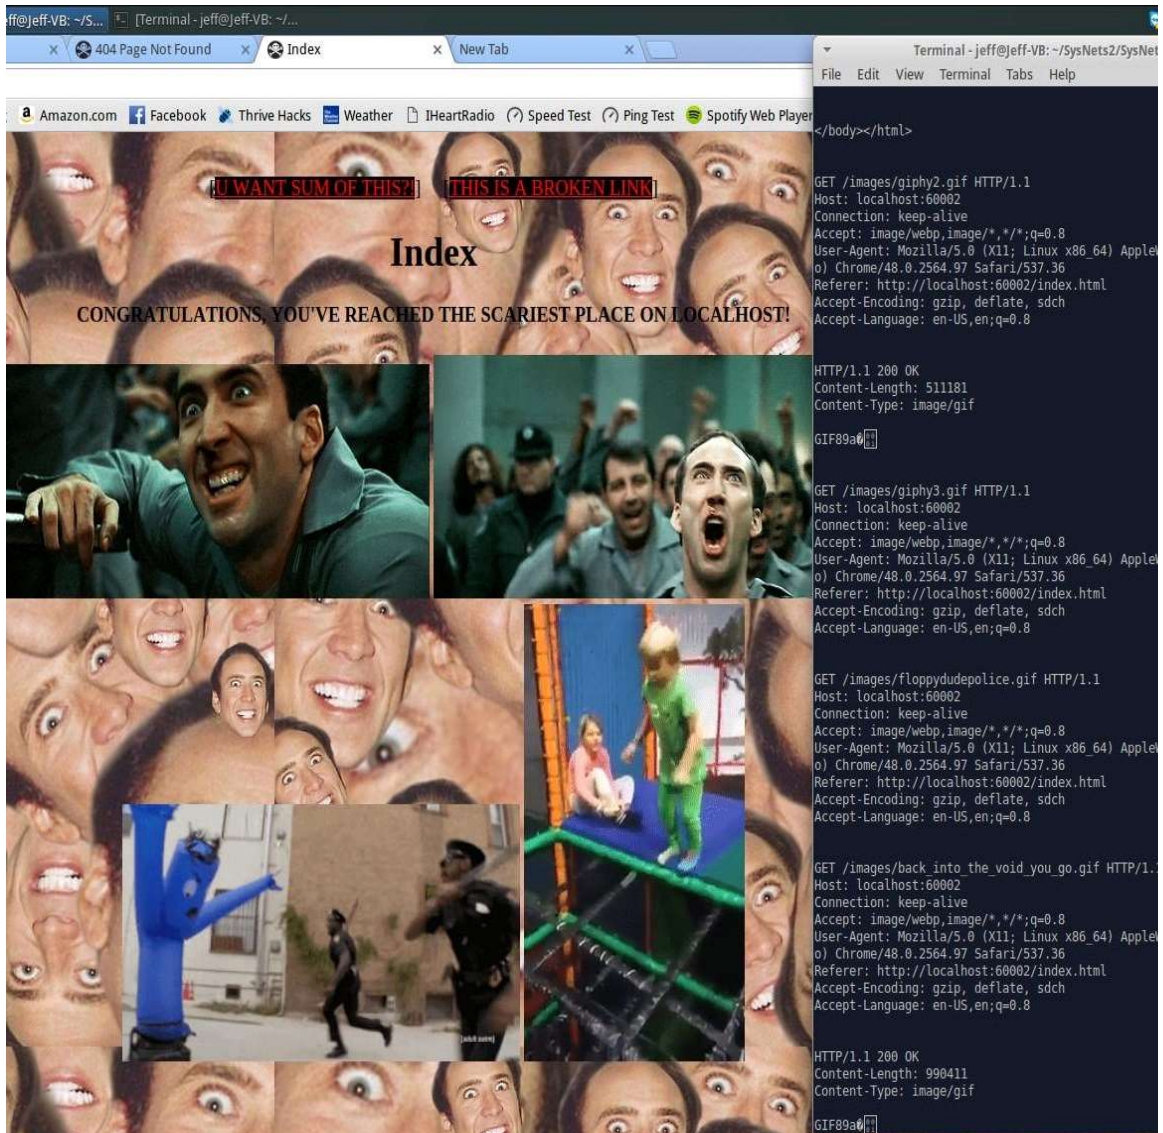 ff@Jeff-VB: ~/S... [Terminal - jeff@Jeff-VB: ~/...
404 Page Not Found Index New Tab
Amazon.com Facebook Thrive Hacks Weather IHeartRadio Speed Test Ping Test Spotify Web Player
[U WANT SUM OF THIS?!] [THIS IS A BROKEN LINK]
Index
CONGRATULATIONS, YOU'VE REACHED THE SCARIEST PLACE ON LOCALHOST!
[adult swim]
Terminal - jeff@Jeff-VB: ~/SysNets2/SysNet
File Edit View Terminal Tabs Help
</body></html>
GET /images/giphy2.gif HTTP/1.1
Host: localhost:60002
Connection: keep-alive
Accept: image/webp,image/*,*/*;q=0.8
User-Agent: Mozilla/5.0 (X11; Linux x86_64) AppleW
o) Chrome/48.0.2564.97 Safari/537.36
Referer: http://localhost:60002/index.html
Accept-Encoding: gzip, deflate, sdch
Accept-Language: en-US,en;q=0.8
HTTP/1.1 200 OK
Content-Length: 511181
Content-Type: image/gif
GIF89a
GET /images/giphy3.gif HTTP/1.1
Host: localhost:60002
Connection: keep-alive
Accept: image/webp,image/*,*/*;q=0.8
User-Agent: Mozilla/5.0 (X11; Linux x86_64) AppleW
o) Chrome/48.0.2564.97 Safari/537.36
Referer: http://localhost:60002/index.html
Accept-Encoding: gzip, deflate, sdch
Accept-Language: en-US,en;q=0.8
GET /images/floppydudepolice.gif HTTP/1.1
Host: localhost:60002
Connection: keep-alive
Accept: image/webp,image/*,*/*;q=0.8
User-Agent: Mozilla/5.0 (X11; Linux x86_64) AppleW
o) Chrome/48.0.2564.97 Safari/537.36
Referer: http://localhost:60002/index.html
Accept-Encoding: gzip, deflate, sdch
Accept-Language: en-US,en;q=0.8
GET /images/back_into_the_void_you_go.gif HTTP/1.
Host: localhost:60002
Connection: keep-alive
Accept: image/webp,image/*,*/*;q=0.8
User-Agent: Mozilla/5.0 (X11; Linux x86_64) AppleW
o) Chrome/48.0.2564.97 Safari/537.36
Referer: http://localhost:60002/index.html
Accept-Encoding: gzip, deflate, sdch
Accept-Language: en-US,en;q=0.8
HTTP/1.1 200 OK
Content-Length: 990411
Content-Type: image/gif
GIF89a